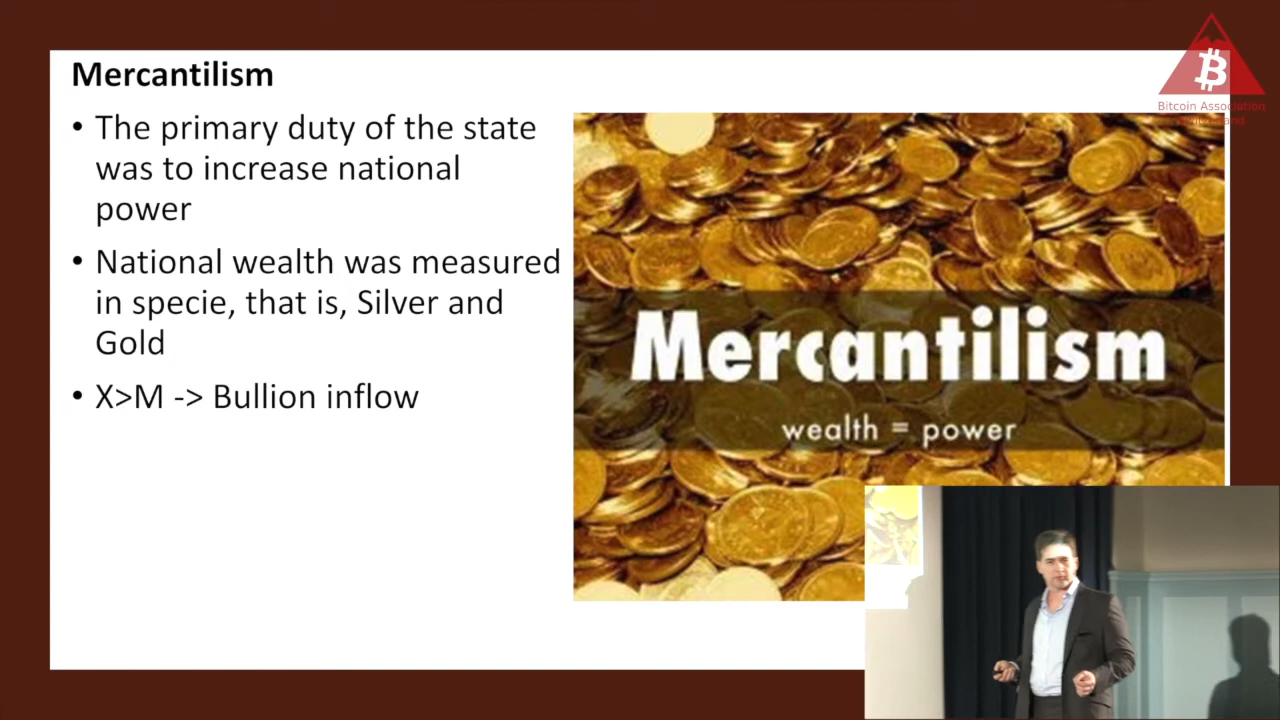 Mercantilism
• The primary duty of the state
was to increase national
power
• National wealth was measured
in specie, that is, Silver and
Gold
• X>M -> Bullion inflow
Mercantilism
wealth = power
Bitcoin Association